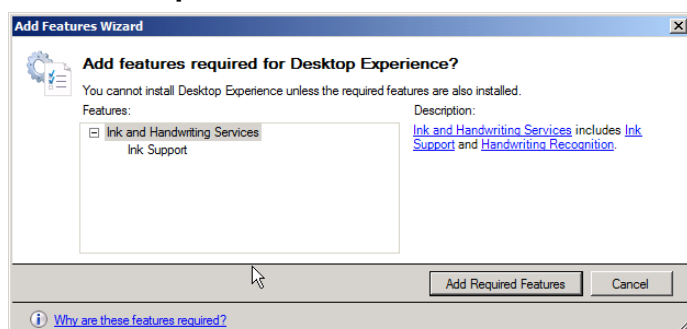 Add Features Wizard
Add features required for Desktop Experience?
You cannot install Desktop Experience unless the required features are also installed.
Features:
Description:
Ink and Handwriting Services
Ink Support
Ink and Handwriting Services includes Ink
Support and Handwriting Recognition.
Add Required Features
Cancel
Why are these features required?